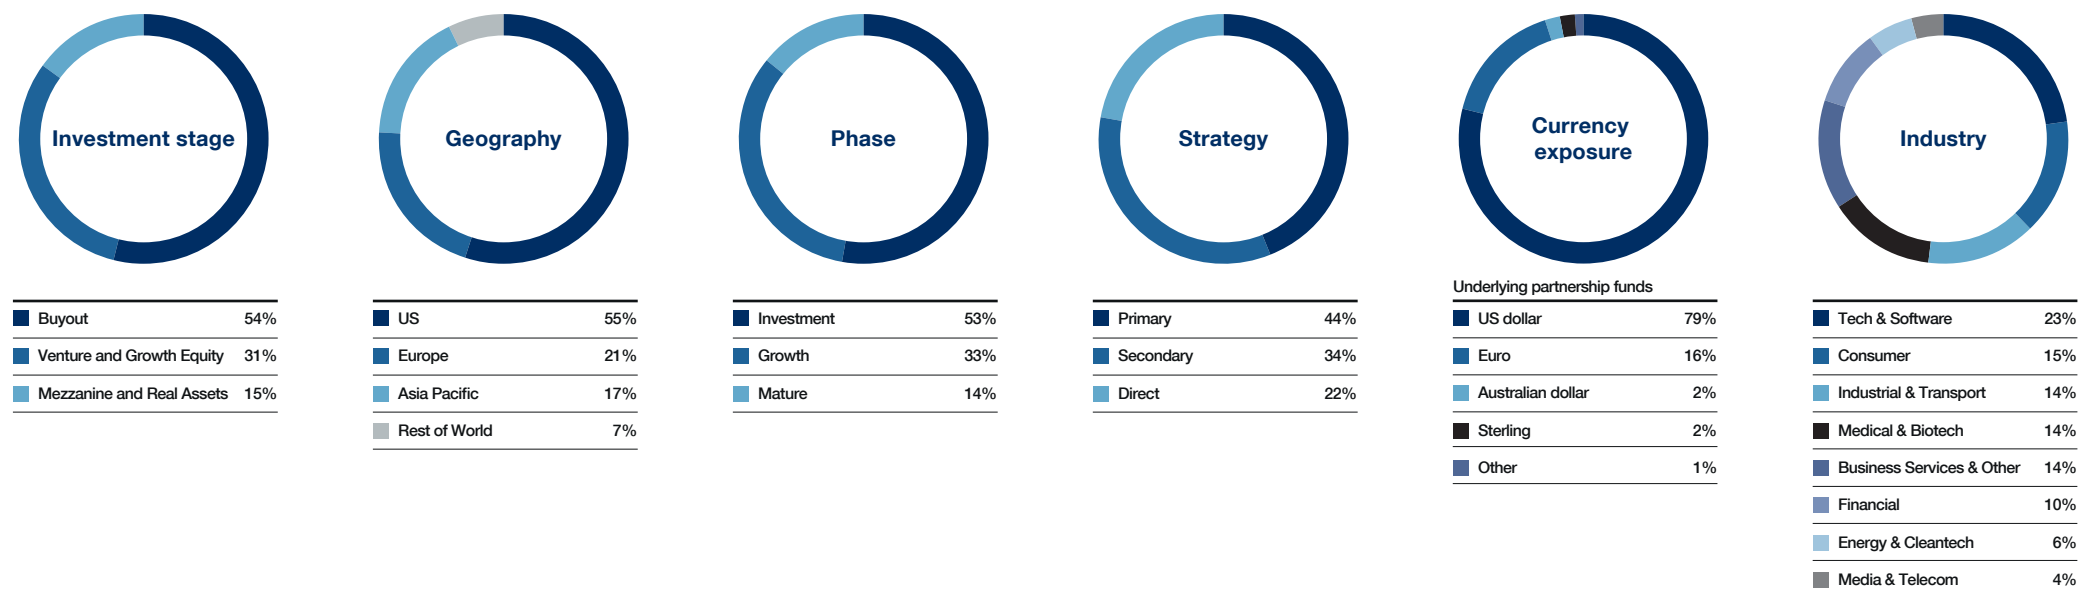 Investment stage
Buyout 54%
Venture and Growth Equity 31%
Mezzanine and Real Assets 15%
Geography
US 55%
Europe 21%
Asia Pacific 17%
Rest of World 7%
Phase
Investment 53%
Growth 33%
Mature 14%
Strategy
Primary 44%
Secondary 34%
Direct 22%
Currency
exposure
Underlying partnership funds
US dollar 79%
Euro 16%
Australian dollar 2%
Sterling 2%
Other 1%
Industry
Tech & Software 23%
Consumer 15%
Industrial & Transport 14%
Medical & Biotech 14%
Business Services & Other 14%
Financial 10%
Energy & Cleantech 6%
Media & Telecom 4%